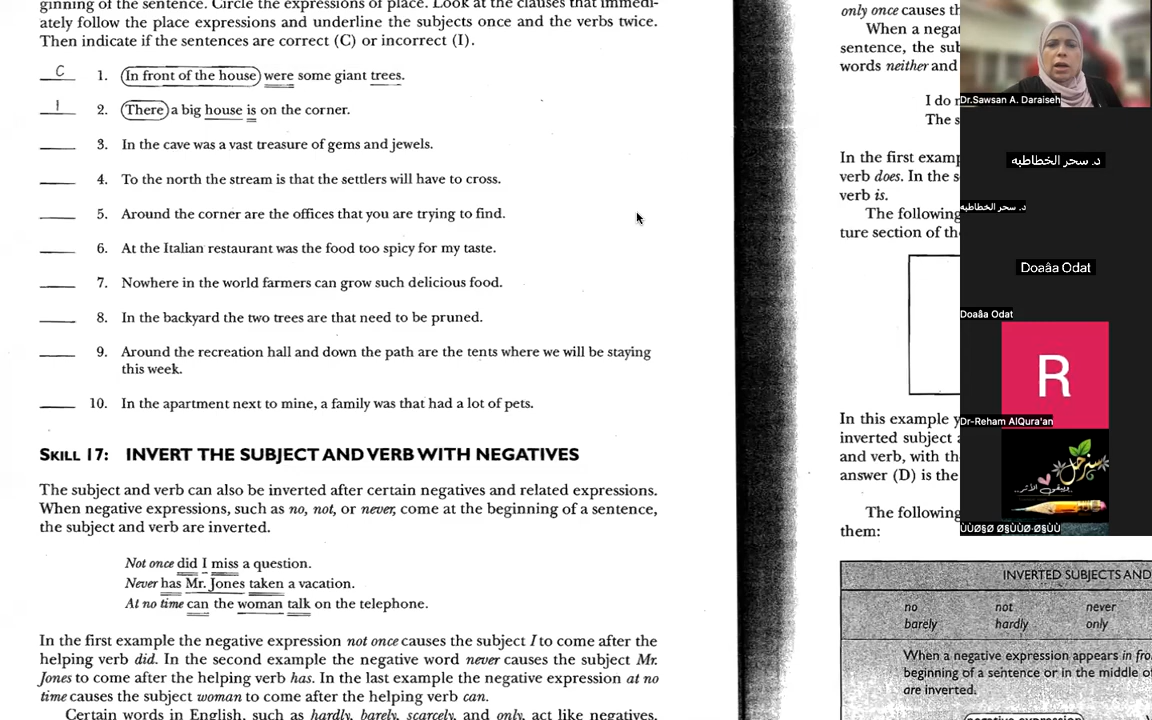 ginning of the sentence. Circle the expressions of place. Look at the clauses that immedi-
ately follow the place expressions and underline the subjects once and the verbs twice.
Then indicate if the sentences are correct (C) or incorrect (I).
C 1. In front of the house were some giant trees.
I 2. There a big house is on the corner.
3. In the cave was a vast treasure of gems and jewels.
4. To the north the stream is that the settlers will have to cross.
5. Around the corner are the offices that you are trying to find.
6. At the Italian restaurant was the food too spicy for my taste.
7. Nowhere in the world farmers can grow such delicious food.
8. In the backyard the two trees are that need to be pruned.
9. Around the recreation hall and down the path are the tents where we will be staying
this week.
10. In the apartment next to mine, a family was that had a lot of pets.
SKILL 17: INVERT THE SUBJECT AND VERB WITH NEGATIVES
The subject and verb can also be inverted after certain negatives and related expressions.
When negative expressions, such as no, not, or never, come at the beginning of a sentence,
the subject and verb are inverted.
Not once did I miss a question.
Never has Mr. Jones taken a vacation.
At no time can the woman talk on the telephone.
In the first example the negative expression not once causes the subject I to come after the
helping verb did. In the second example the negative word never causes the subject Mr.
Jones to come after the helping verb has. In the last example the negative expression at no
time causes the subject woman to come after the helping verb can.
Certain words in English, such as hardly, barely, scarcely, and only, act like negatives.
only once causes th
When a negat
sentence, the sub
words neither and
I do
The s
In the first examp
verb does. In the s
verb is.
The following
ture section of th
In this example y
inverted subject a
and verb, with th
answer (D) is the
The following
them:
INVERTED SUBJECTS AND
no not never
barely hardly only
When a negative expression appears in fro
beginning of a sentence or in the middle of
are inverted.
negative expression
Dr.Sawsan A. Daraiseh
د. سحر الخطاطبه
د. سحر الخطاطبه
Doaâa Odat
Doaâa Odat
R
Dr-Reham AlQura'an
سنرحل
ويبقى الأثر..